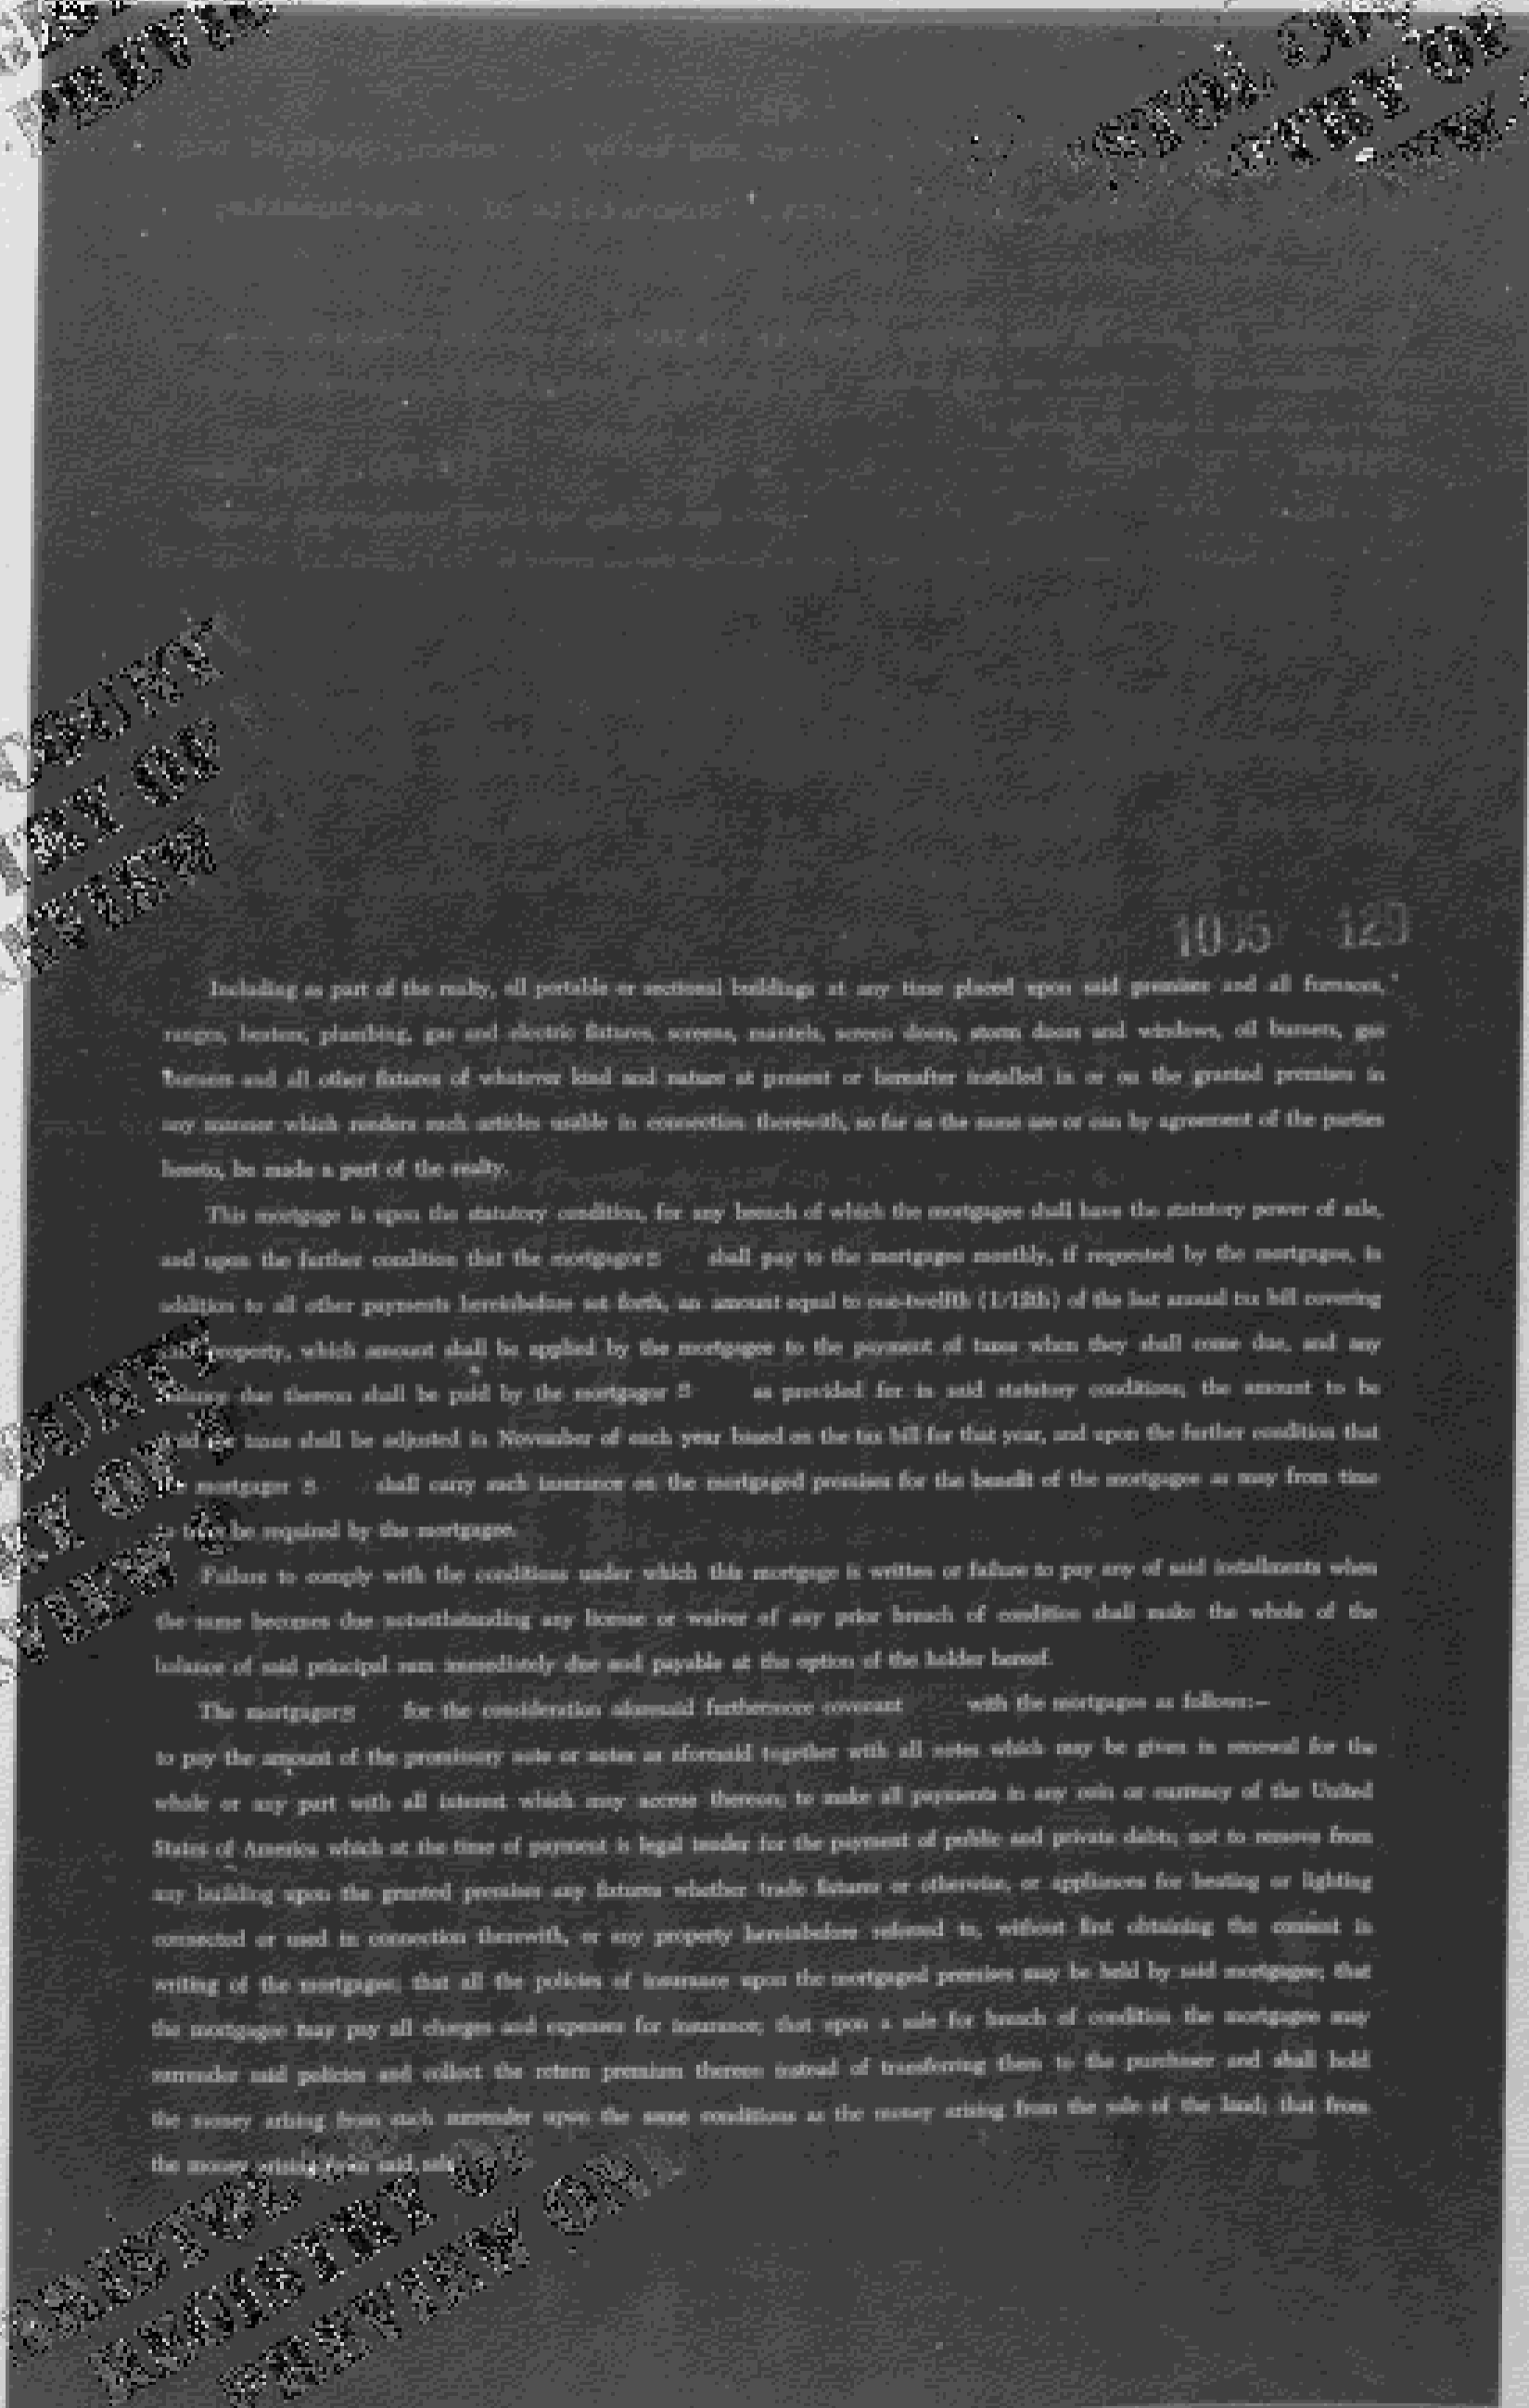 129
Including as part of the realty, all portable or sectional buildings at any time placed upon said premises and all furnaces,
ranges, heaters, plumbing, gas and electric fixtures, screens, mantels, screen doors, storm doors and windows, oil burners, gas
burners and all other fixtures of whatever kind and nature at present or hereafter installed in or on the granted premises in
any manner which renders such articles usable in connection therewith, so far as the same are or can by agreement of the parties
hereto, be made a part of the realty.
This mortgage is upon the statutory condition, for any breach of which the mortgagee shall have the statutory power of sale,
and upon the further condition that the mortgagors shall pay to the mortgagee monthly, if requested by the mortgagee, in
addition to all other payments hereinbefore set forth, an amount equal to one-twelfth (1/12th) of the last annual tax bill covering
said property, which amount shall be applied by the mortgagee to the payment of taxes when they shall come due, and any
balance due thereon shall be paid by the mortgagor s as provided for in said statutory conditions; the amount to be
paid for taxes shall be adjusted in November of each year based on the tax bill for that year, and upon the further condition that
the mortgagor s shall carry such insurance on the mortgaged premises for the benefit of the mortgagee as may from time
to time be required by the mortgagee.
Failure to comply with the conditions under which this mortgage is written or failure to pay any of said installments when
the same becomes due notwithstanding any license or waiver of any prior breach of condition shall make the whole of the
balance of said principal sum immediately due and payable at the option of the holder hereof.
The mortgagors for the consideration aforesaid furthermore covenant with the mortgagee as follows:—
to pay the amount of the promissory note or notes as aforesaid together with all notes which may be given in renewal for the
whole or any part with all interest which may accrue thereon; to make all payments in any coin or currency of the United
States of America which at the time of payment is legal tender for the payment of public and private debts; not to remove from
any building upon the granted premises any fixtures whether trade fixtures or otherwise, or appliances for heating or lighting
connected or used in connection therewith, or any property hereinbefore referred to, without first obtaining the consent in
writing of the mortgagee; that all the policies of insurance upon the mortgaged premises may be held by said mortgagee; that
the mortgagee may pay all charges and expenses for insurance; that upon a sale for breach of condition the mortgagee may
surrender said policies and collect the return premium thereon instead of transferring them to the purchaser and shall hold
the money arising from such surrender upon the same conditions as the money arising from the sale of the land; that from
the money arising from said sale
REGISTRY
PREVIEW ONL